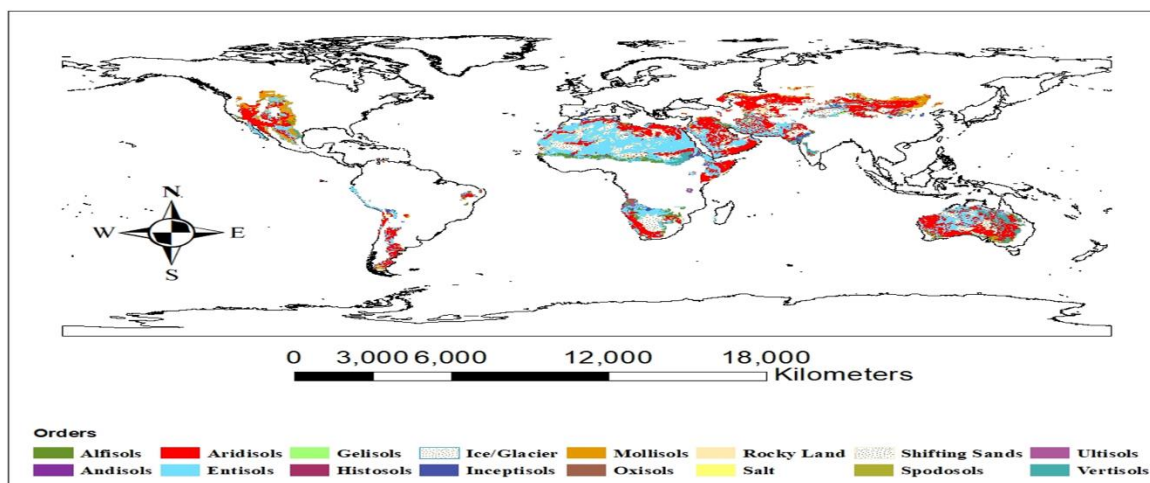 N
W E
S
0 3,000 6,000 12,000 18,000
Kilometers
Orders
Alfisols Aridisols Gelisols Ice/Glacier Mollisols Rocky Land Shifting Sands Ultisols
Andisols Entisols Histosols Inceptisols Oxisols Salt Spodosols Vertisols